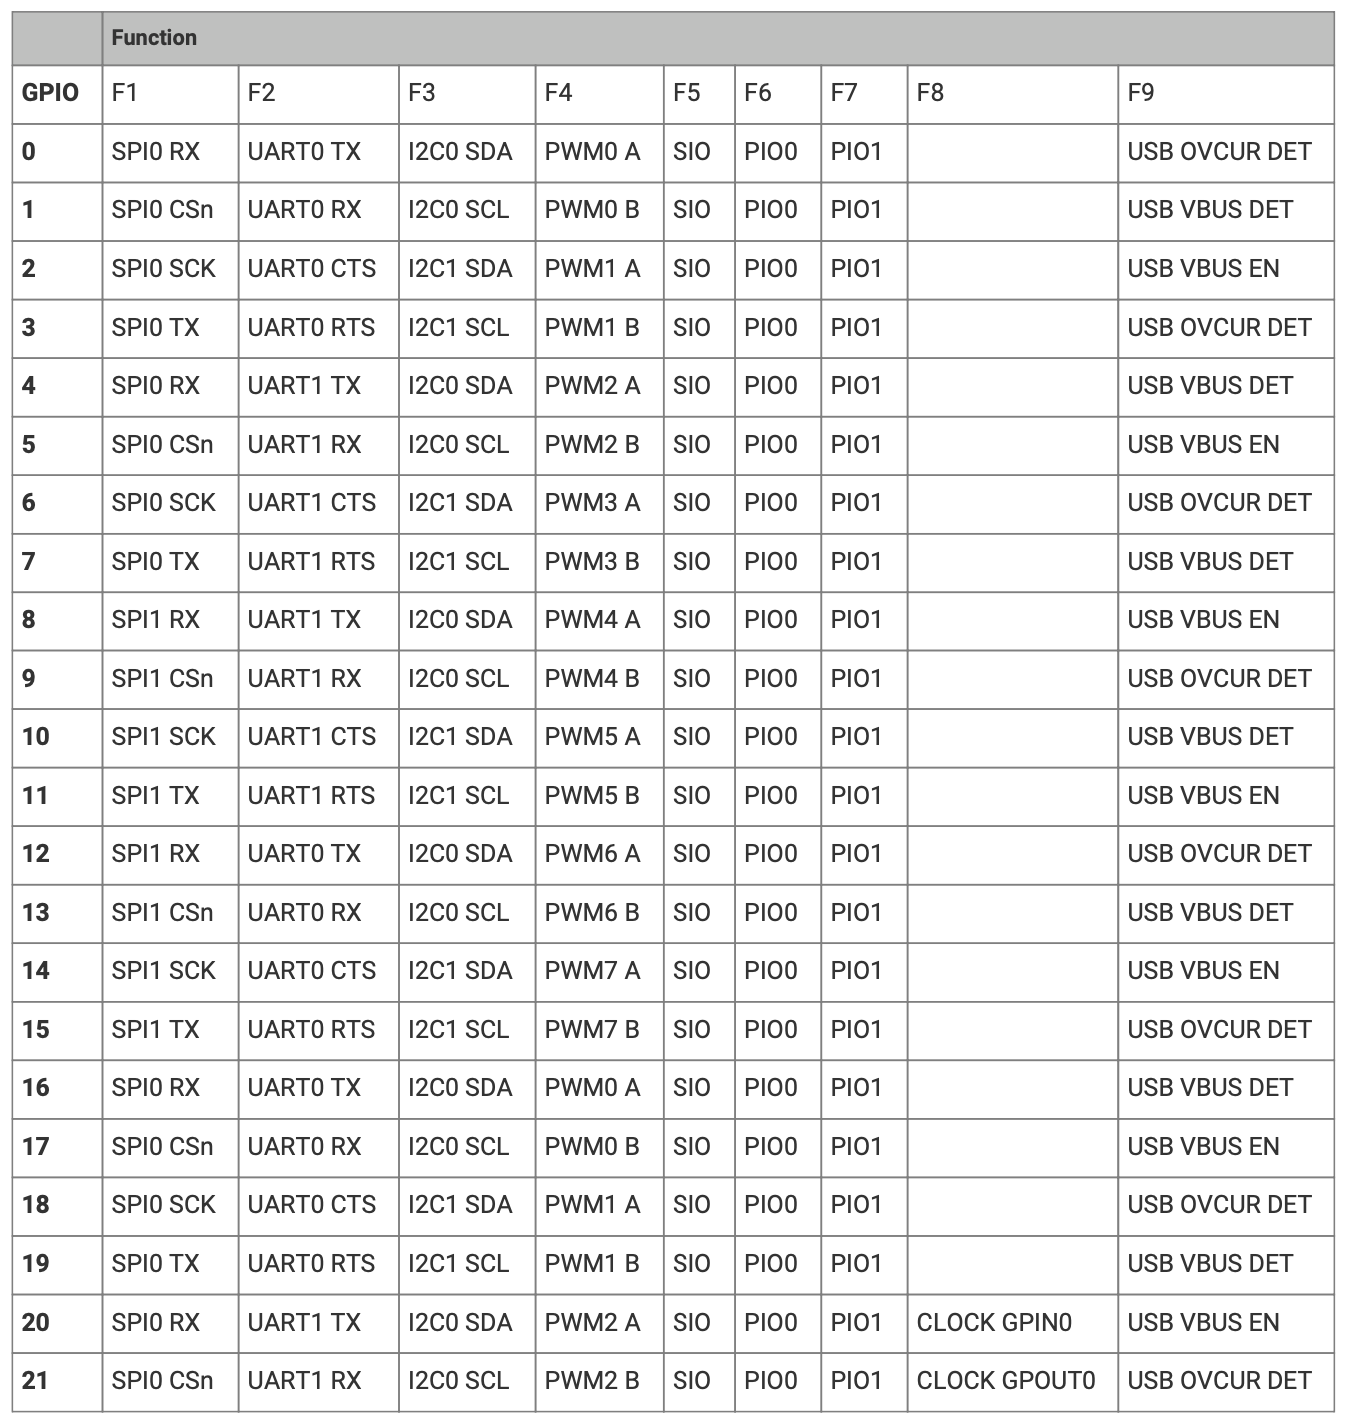 Function
GPIO F1 F2 F3 F4 F5 F6 F7 F8 F9
0 SPI0 RX UART0 TX I2C0 SDA PWM0 A SIO PIO0 PIO1 USB OVCUR DET
1 SPI0 CSn UART0 RX I2C0 SCL PWM0 B SIO PIO0 PIO1 USB VBUS DET
2 SPI0 SCK UART0 CTS I2C1 SDA PWM1 A SIO PIO0 PIO1 USB VBUS EN
3 SPI0 TX UART0 RTS I2C1 SCL PWM1 B SIO PIO0 PIO1 USB OVCUR DET
4 SPI0 RX UART1 TX I2C0 SDA PWM2 A SIO PIO0 PIO1 USB VBUS DET
5 SPI0 CSn UART1 RX I2C0 SCL PWM2 B SIO PIO0 PIO1 USB VBUS EN
6 SPI0 SCK UART1 CTS I2C1 SDA PWM3 A SIO PIO0 PIO1 USB OVCUR DET
7 SPI0 TX UART1 RTS I2C1 SCL PWM3 B SIO PIO0 PIO1 USB VBUS DET
8 SPI1 RX UART1 TX I2C0 SDA PWM4 A SIO PIO0 PIO1 USB VBUS EN
9 SPI1 CSn UART1 RX I2C0 SCL PWM4 B SIO PIO0 PIO1 USB OVCUR DET
10 SPI1 SCK UART1 CTS I2C1 SDA PWM5 A SIO PIO0 PIO1 USB VBUS DET
11 SPI1 TX UART1 RTS I2C1 SCL PWM5 B SIO PIO0 PIO1 USB VBUS EN
12 SPI1 RX UART0 TX I2C0 SDA PWM6 A SIO PIO0 PIO1 USB OVCUR DET
13 SPI1 CSn UART0 RX I2C0 SCL PWM6 B SIO PIO0 PIO1 USB VBUS DET
14 SPI1 SCK UART0 CTS I2C1 SDA PWM7 A SIO PIO0 PIO1 USB VBUS EN
15 SPI1 TX UART0 RTS I2C1 SCL PWM7 B SIO PIO0 PIO1 USB OVCUR DET
16 SPI0 RX UART0 TX I2C0 SDA PWM0 A SIO PIO0 PIO1 USB VBUS DET
17 SPI0 CSn UART0 RX I2C0 SCL PWM0 B SIO PIO0 PIO1 USB VBUS EN
18 SPI0 SCK UART0 CTS I2C1 SDA PWM1 A SIO PIO0 PIO1 USB OVCUR DET
19 SPI0 TX UART0 RTS I2C1 SCL PWM1 B SIO PIO0 PIO1 USB VBUS DET
20 SPI0 RX UART1 TX I2C0 SDA PWM2 A SIO PIO0 PIO1 CLOCK GPIN0 USB VBUS EN
21 SPI0 CSn UART1 RX I2C0 SCL PWM2 B SIO PIO0 PIO1 CLOCK GPOUT0 USB OVCUR DET